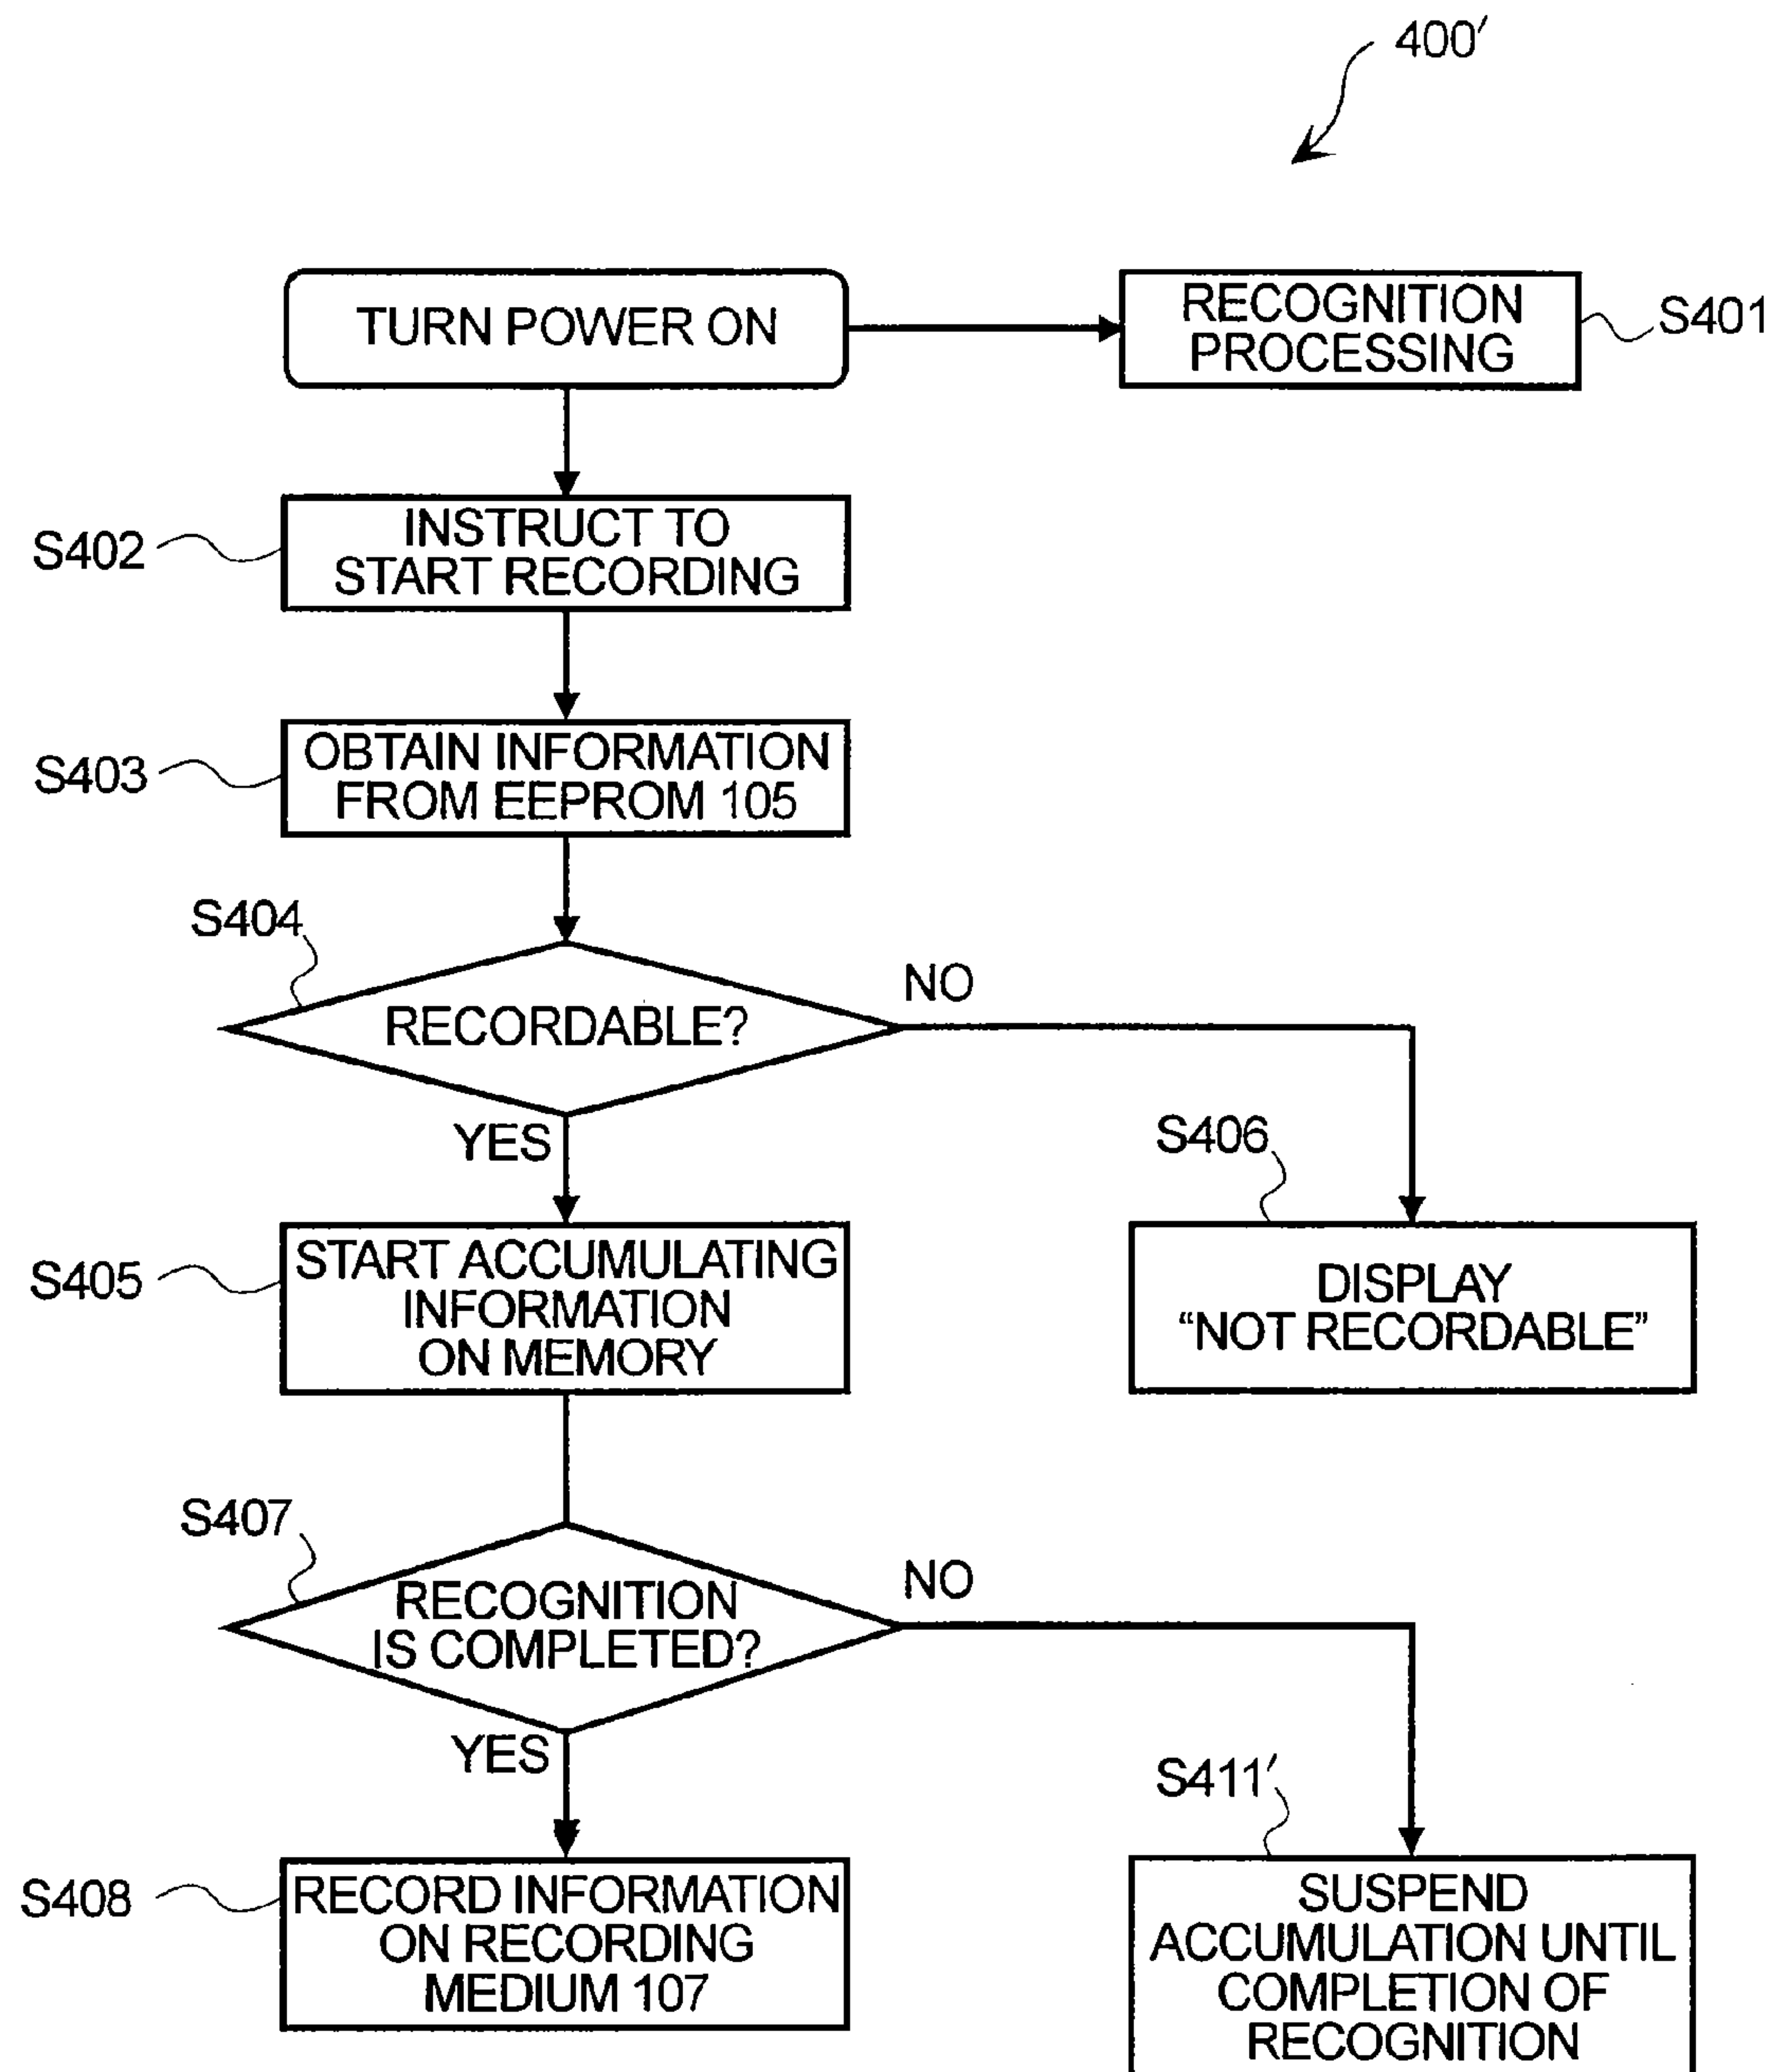 400′
TURN POWER ON
RECOGNITION
PROCESSING
S401
S402
INSTRUCT TO
START RECORDING
S403
OBTAIN INFORMATION
FROM EEPROM 105
S404
RECORDABLE?
NO
YES
S405
START ACCUMULATING
INFORMATION
ON MEMORY
S406
DISPLAY
“NOT RECORDABLE”
S407
RECOGNITION
IS COMPLETED?
NO
YES
S408
RECORD INFORMATION
ON RECORDING
MEDIUM 107
S411′
SUSPEND
ACCUMULATION UNTIL
COMPLETION OF
RECOGNITION